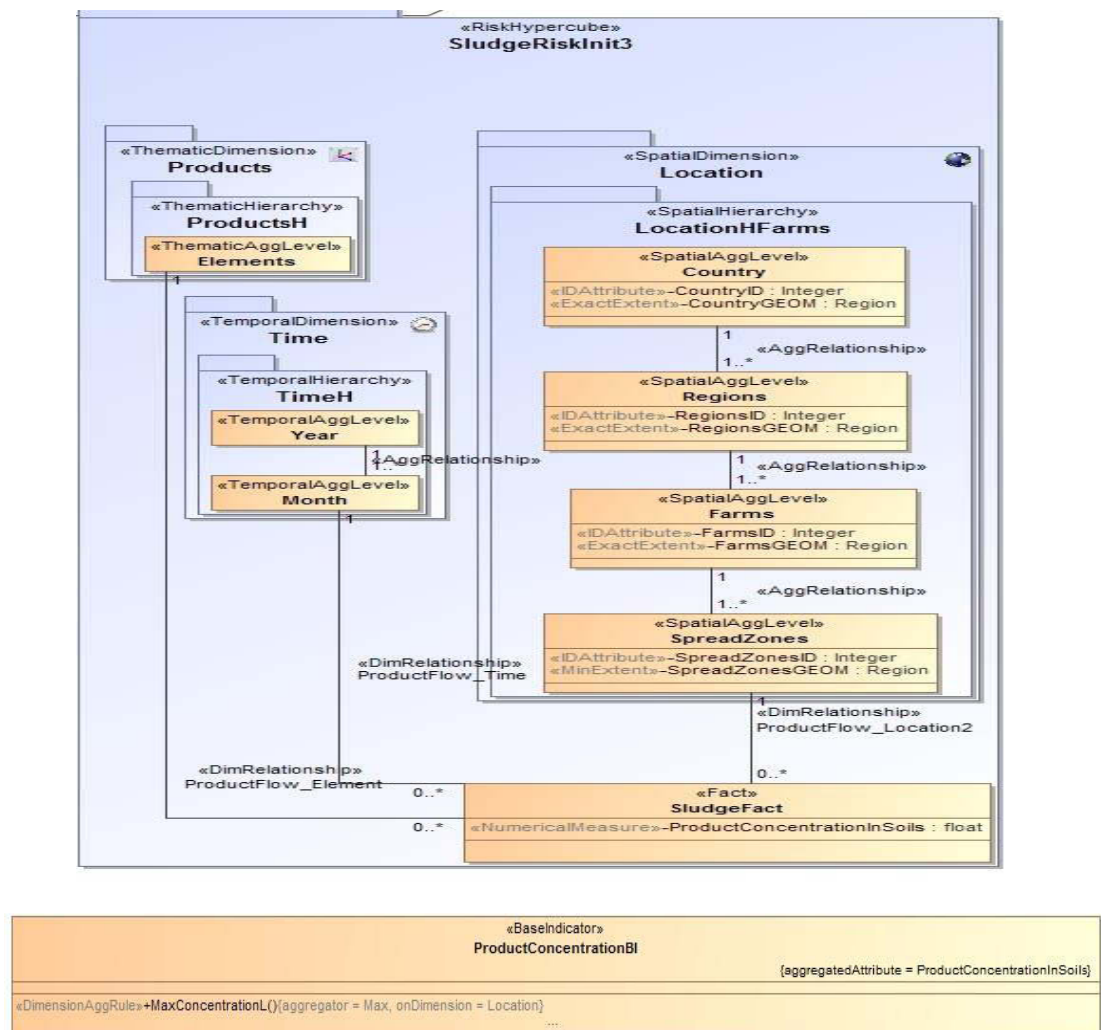 «RiskHypercube»
SludgeRiskInit3
«ThematicDimension»
Products
«ThematicHierarchy»
ProductsH
«ThematicAggLevel»
Elements
1
«TemporalDimension»
Time
«TemporalHierarchy»
TimeH
«TemporalAggLevel»
Year
1
1..*
«AggRelationship»
«TemporalAggLevel»
Month
1
«SpatialDimension»
Location
«SpatialHierarchy»
LocationHFarms
«SpatialAggLevel»
Country
«IDAttribute»-CountryID : Integer
«ExactExtent»-CountryGEOM : Region
1
«AggRelationship»
1..*
«SpatialAggLevel»
Regions
«IDAttribute»-RegionsID : Integer
«ExactExtent»-RegionsGEOM : Region
1
«AggRelationship»
1..*
«SpatialAggLevel»
Farms
«IDAttribute»-FarmsID : Integer
«ExactExtent»-FarmsGEOM : Region
1
«AggRelationship»
1..*
«SpatialAggLevel»
SpreadZones
«IDAttribute»-SpreadZonesID : Integer
«MinExtent»-SpreadZonesGEOM : Region
1
«DimRelationship»
ProductFlow_Time
«DimRelationship»
ProductFlow_Location2
0..*
«DimRelationship»
ProductFlow_Element
0..*
0..*
«Fact»
SludgeFact
«NumericalMeasure»-ProductConcentrationInSoils : float
«BaseIndicator»
ProductConcentrationBI
{aggregatedAttribute = ProductConcentrationInSoils}
«DimensionAggRule»+MaxConcentrationL(){aggregator = Max, onDimension = Location}
...